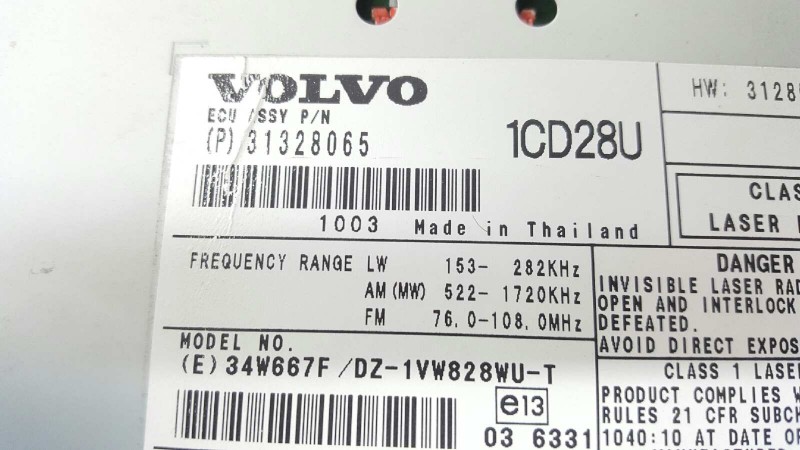 VOLVO
ECU ASSY P/N
(P) 31328065
1CD28U
HW: 3128
1003 Made in Thailand
CLAS
LASER
FREQUENCY RANGE LW 153- 282KHz
AM (MW) 522- 1720KHz
FM 76.0-108.0MHz
DANGER
INVISIBLE LASER RAD
OPEN AND INTERLOCK
DEFEATED.
AVOID DIRECT EXPOS
MODEL NO.
(E) 34W667F/DZ-1VW828WU-T
e13
03 6331
CLASS 1 LASE
PRODUCT COMPLIES W
RULES 21 CFR SUBCH
1040:10 AT DATE OF